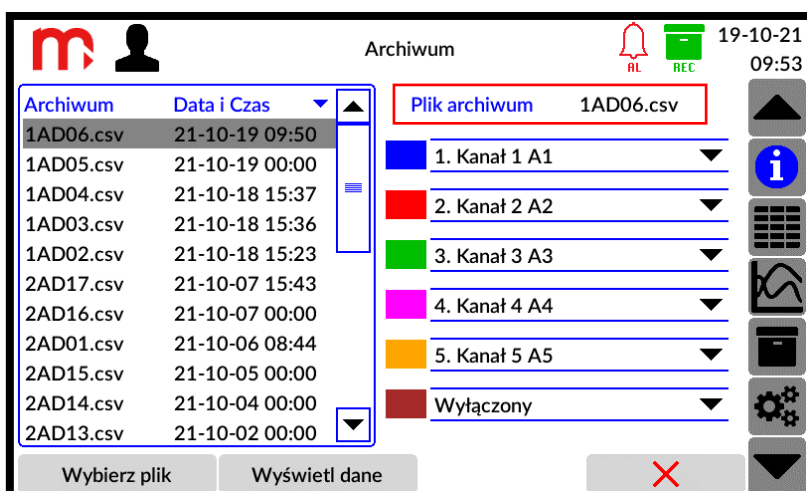 m
Archiwum
AL
REC
19-10-21
09:53
Archiwum Data i Czas
1AD06.csv 21-10-19 09:50
1AD05.csv 21-10-19 00:00
1AD04.csv 21-10-18 15:37
1AD03.csv 21-10-18 15:36
1AD02.csv 21-10-18 15:23
2AD17.csv 21-10-07 15:43
2AD16.csv 21-10-07 00:00
2AD01.csv 21-10-06 08:44
2AD15.csv 21-10-05 00:00
2AD14.csv 21-10-04 00:00
2AD13.csv 21-10-02 00:00
Plik archiwum 1AD06.csv
1. Kanał 1 A1
2. Kanał 2 A2
3. Kanał 3 A3
4. Kanał 4 A4
5. Kanał 5 A5
Wyłączony
i
Wybierz plik
Wyświetl dane